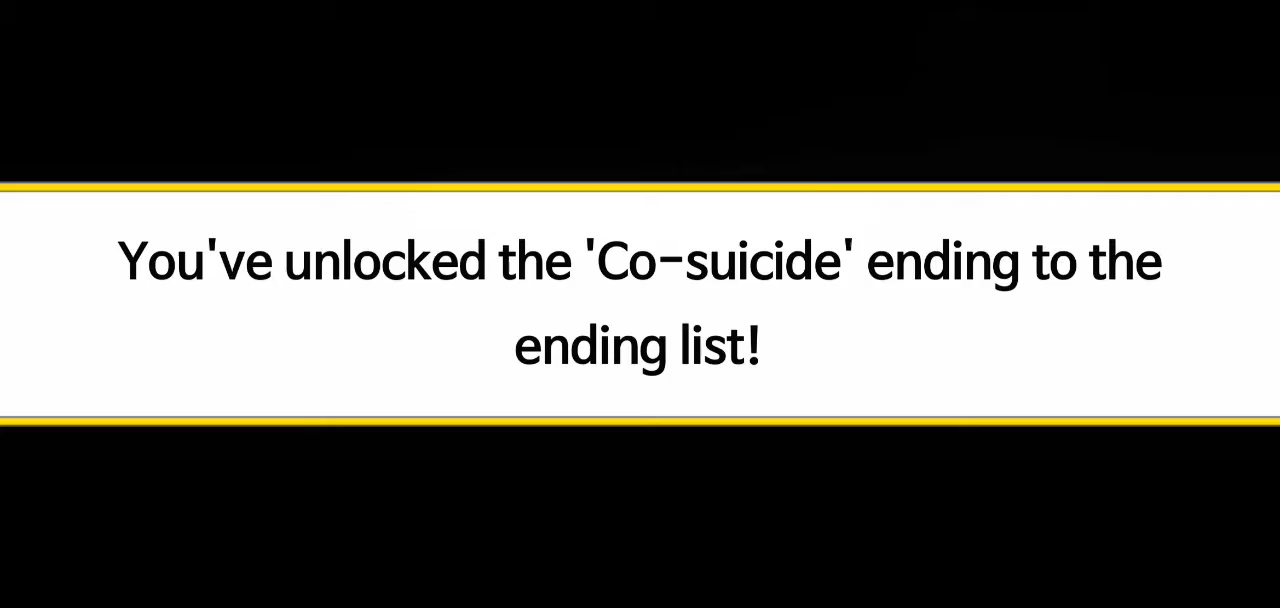 You've unlocked the 'Co-suicide' ending to the
ending list!